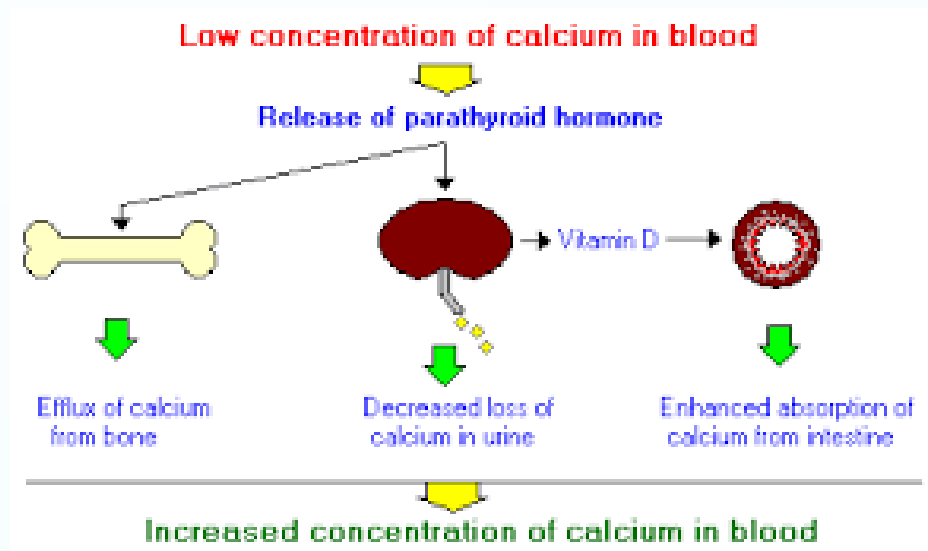 Low concentration of calcium in blood
Release of parathyroid hormone
Vitamin D
Efflux of calcium
from bone
Decreased loss of
calcium in urine
Enhanced absorption of
calcium from intestine
Increased concentration of calcium in blood